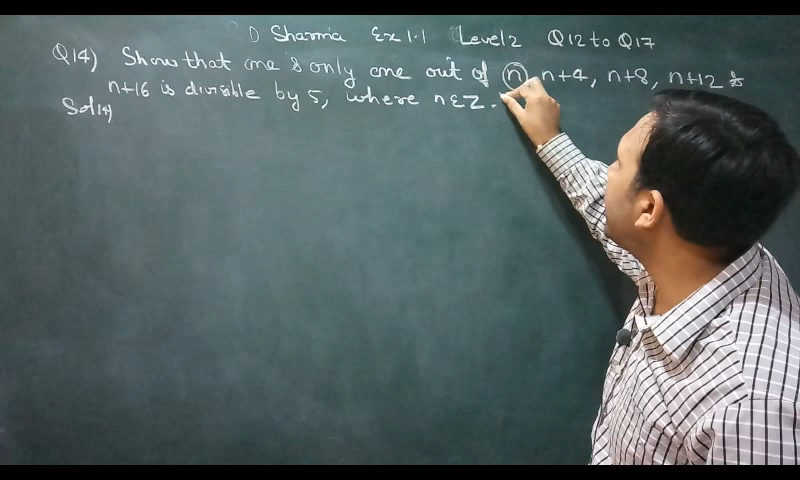 D Sharma Ex 1.1 Level 2 Q12 to Q17
Q14) Show that one & only one out of n n+4, n+8, n+12 &
n+16 is divisible by 5, where n ε Z.
Sol 14)